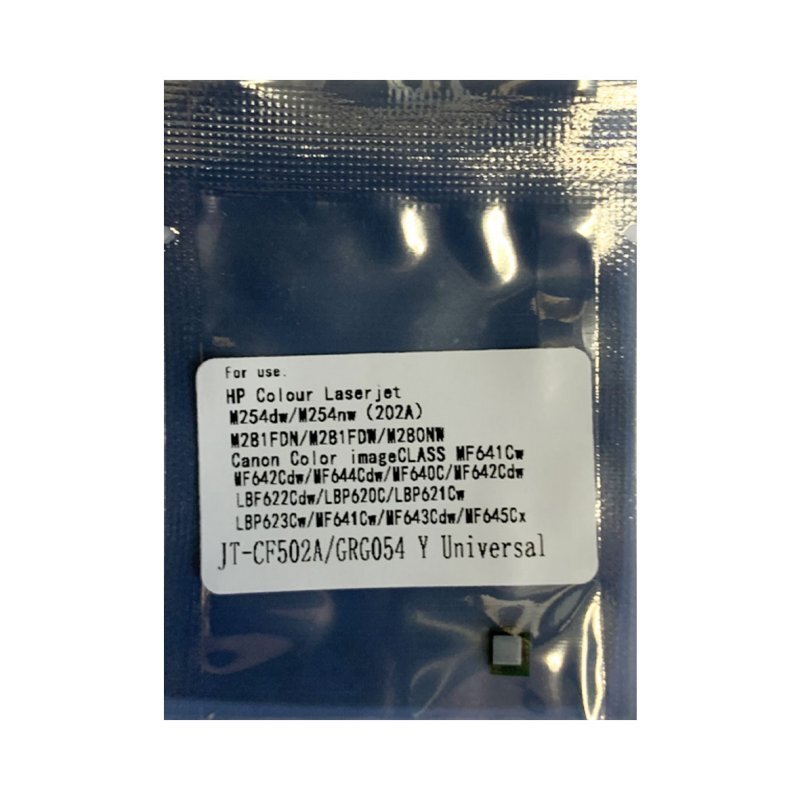 For use.
HP Colour Laserjet
M254dw/M254nw (202A)
M281FDN/M281FDW/M280NW
Canon Color imageCLASS MF641Cw
MF642Cdw/MF644Cdw/MF640C/MF642Cdw
LBF622Cdw/LBP620C/LBP621Cw
LBP623Cw/MF641Cw/MF643Cdw/MF645Cx
JT-CF502A/GRG054 Y Universal